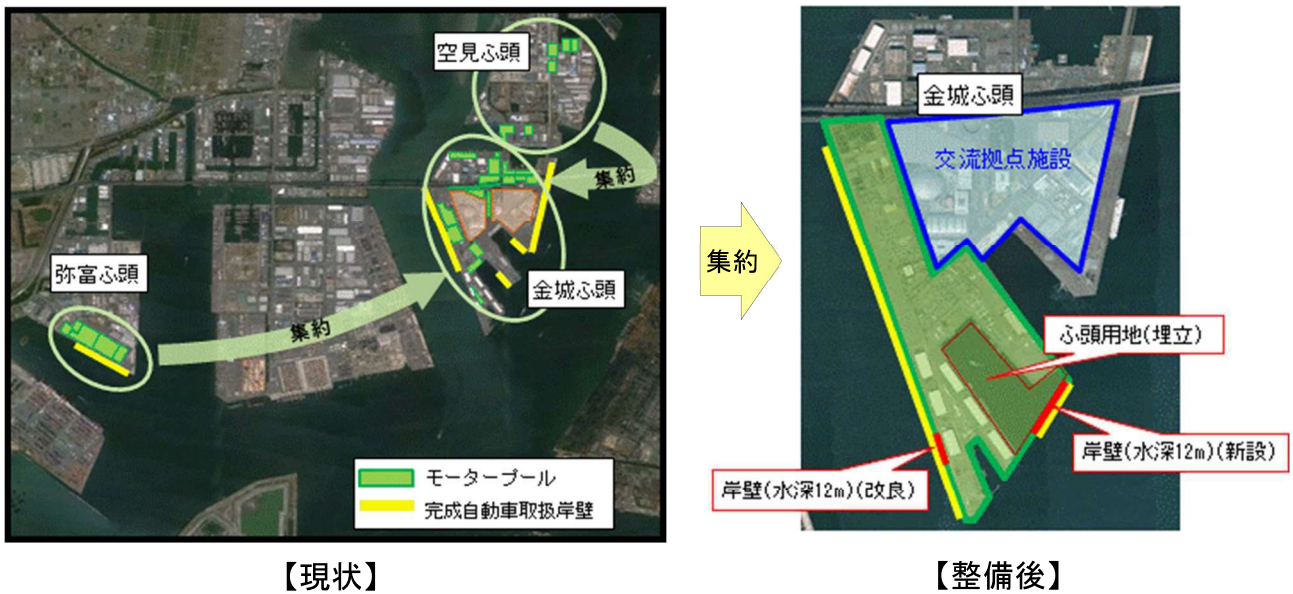 空見ふ頭
集約
弥富ふ頭
集約
金城ふ頭
モータープール
完成自動車取扱岸壁
【現状】
集約
金城ふ頭
交流拠点施設
ふ頭用地(埋立)
岸壁(水深12m)(新設)
岸壁(水深12m)(改良)
【整備後】